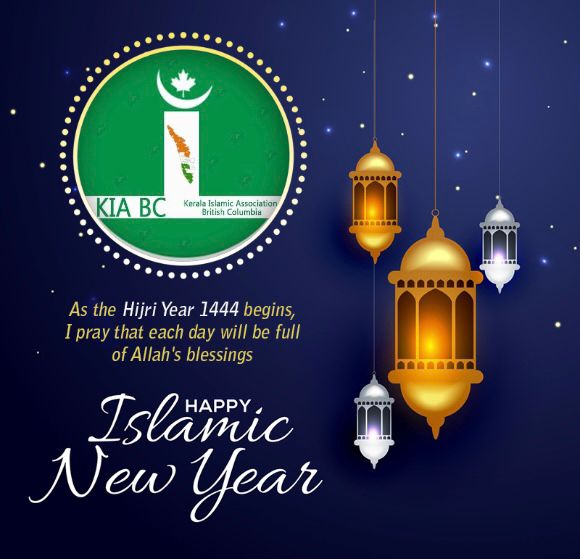 KIA BC
Kerala Islamic Association
British Columbia
As the Hijri Year 1444 begins,
I pray that each day will be full
of Allah's blessings
HAPPY
Islamic
New Year